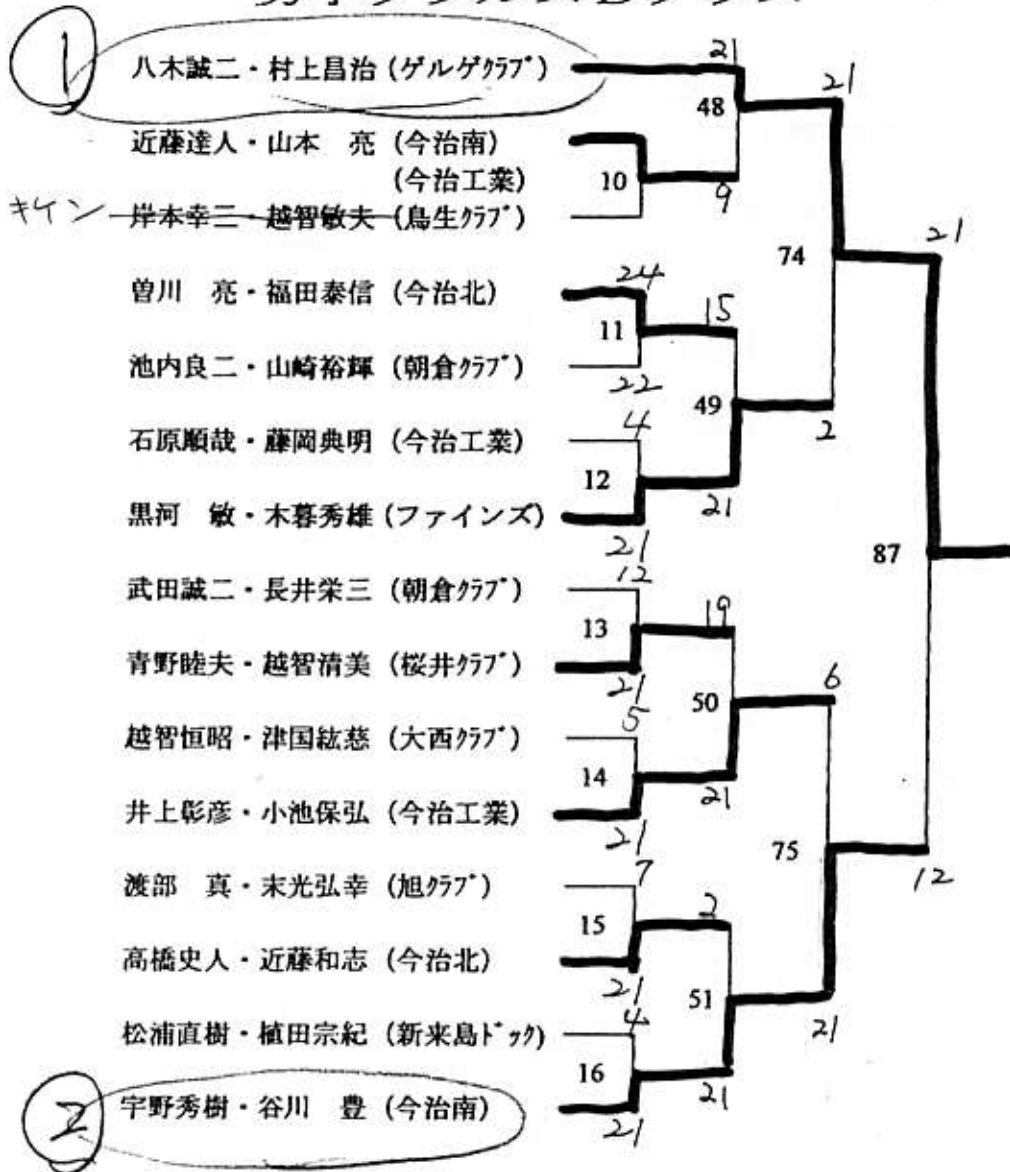 1
八木誠二・村上昌治 (ゲルゲクラブ)
21
21
48
近藤達人・山本 亮 (今治南)
(今治工業)
10
9
キケン
岸本幸三・越智敏夫 (鳥生クラブ)
74
21
曽川 亮・福田泰信 (今治北)
24
15
11
池内良二・山崎裕輝 (朝倉クラブ)
22
49
2
石原順哉・藤岡典明 (今治工業)
4
12
21
黒河 敏・木暮秀雄 (ファインズ)
21
87
武田誠二・長井栄三 (朝倉クラブ)
12
13
19
青野睦夫・越智清美 (桜井クラブ)
21
50
6
越智恒昭・津国紘慈 (大西クラブ)
5
14
21
井上彰彦・小池保弘 (今治工業)
21
75
12
渡部 真・末光弘幸 (旭クラブ)
7
15
2
高橋史人・近藤和志 (今治北)
21
51
21
松浦直樹・植田宗紀 (新来島ドック)
4
16
21
2
宇野秀樹・谷川 豊 (今治南)
21